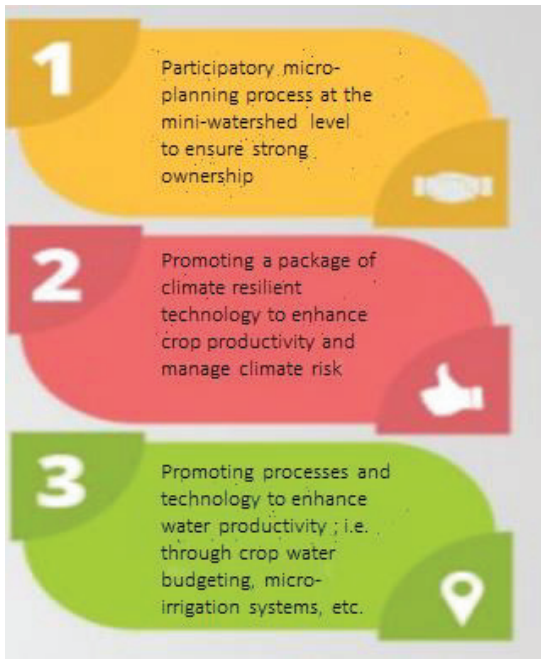 1
Participatory micro-
planning process at the
mini-watershed level
to ensure strong
ownership
2
Promoting a package of
climate resilient
technology to enhance
crop productivity and
manage climate risk
3
Promoting processes and
technology to enhance
water productivity ; i.e.
through crop water
budgeting, micro-
irrigation systems, etc.